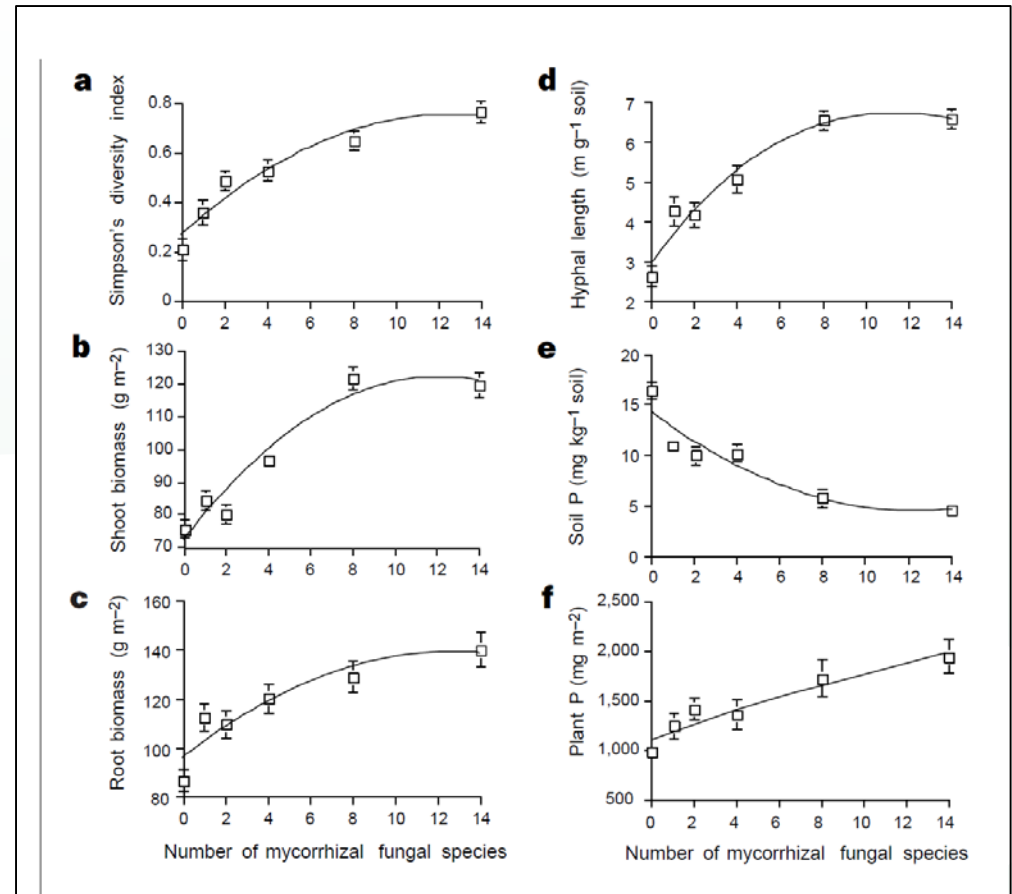 a
Simpson's diversity index
0.8
0.6
0.4
0.2
0
0 2 4 6 8 10 12 14
b
Shoot biomass (g m–2)
130
120
110
100
90
80
70
0 2 4 6 8 10 12 14
c
Root biomass (g m–2)
160
140
120
100
80
0 2 4 6 8 10 12 14
Number of mycorrhizal fungal species
d
Hyphal length (m g–1 soil)
7
6
5
4
3
2
0 2 4 6 8 10 12 14
e
Soil P (mg kg–1 soil)
20
15
10
5
0
0 2 4 6 8 10 12 14
f
Plant P (mg m–2)
2,500
2,000
1,500
1,000
500
0 2 4 6 8 10 12 14
Number of mycorrhizal fungal species